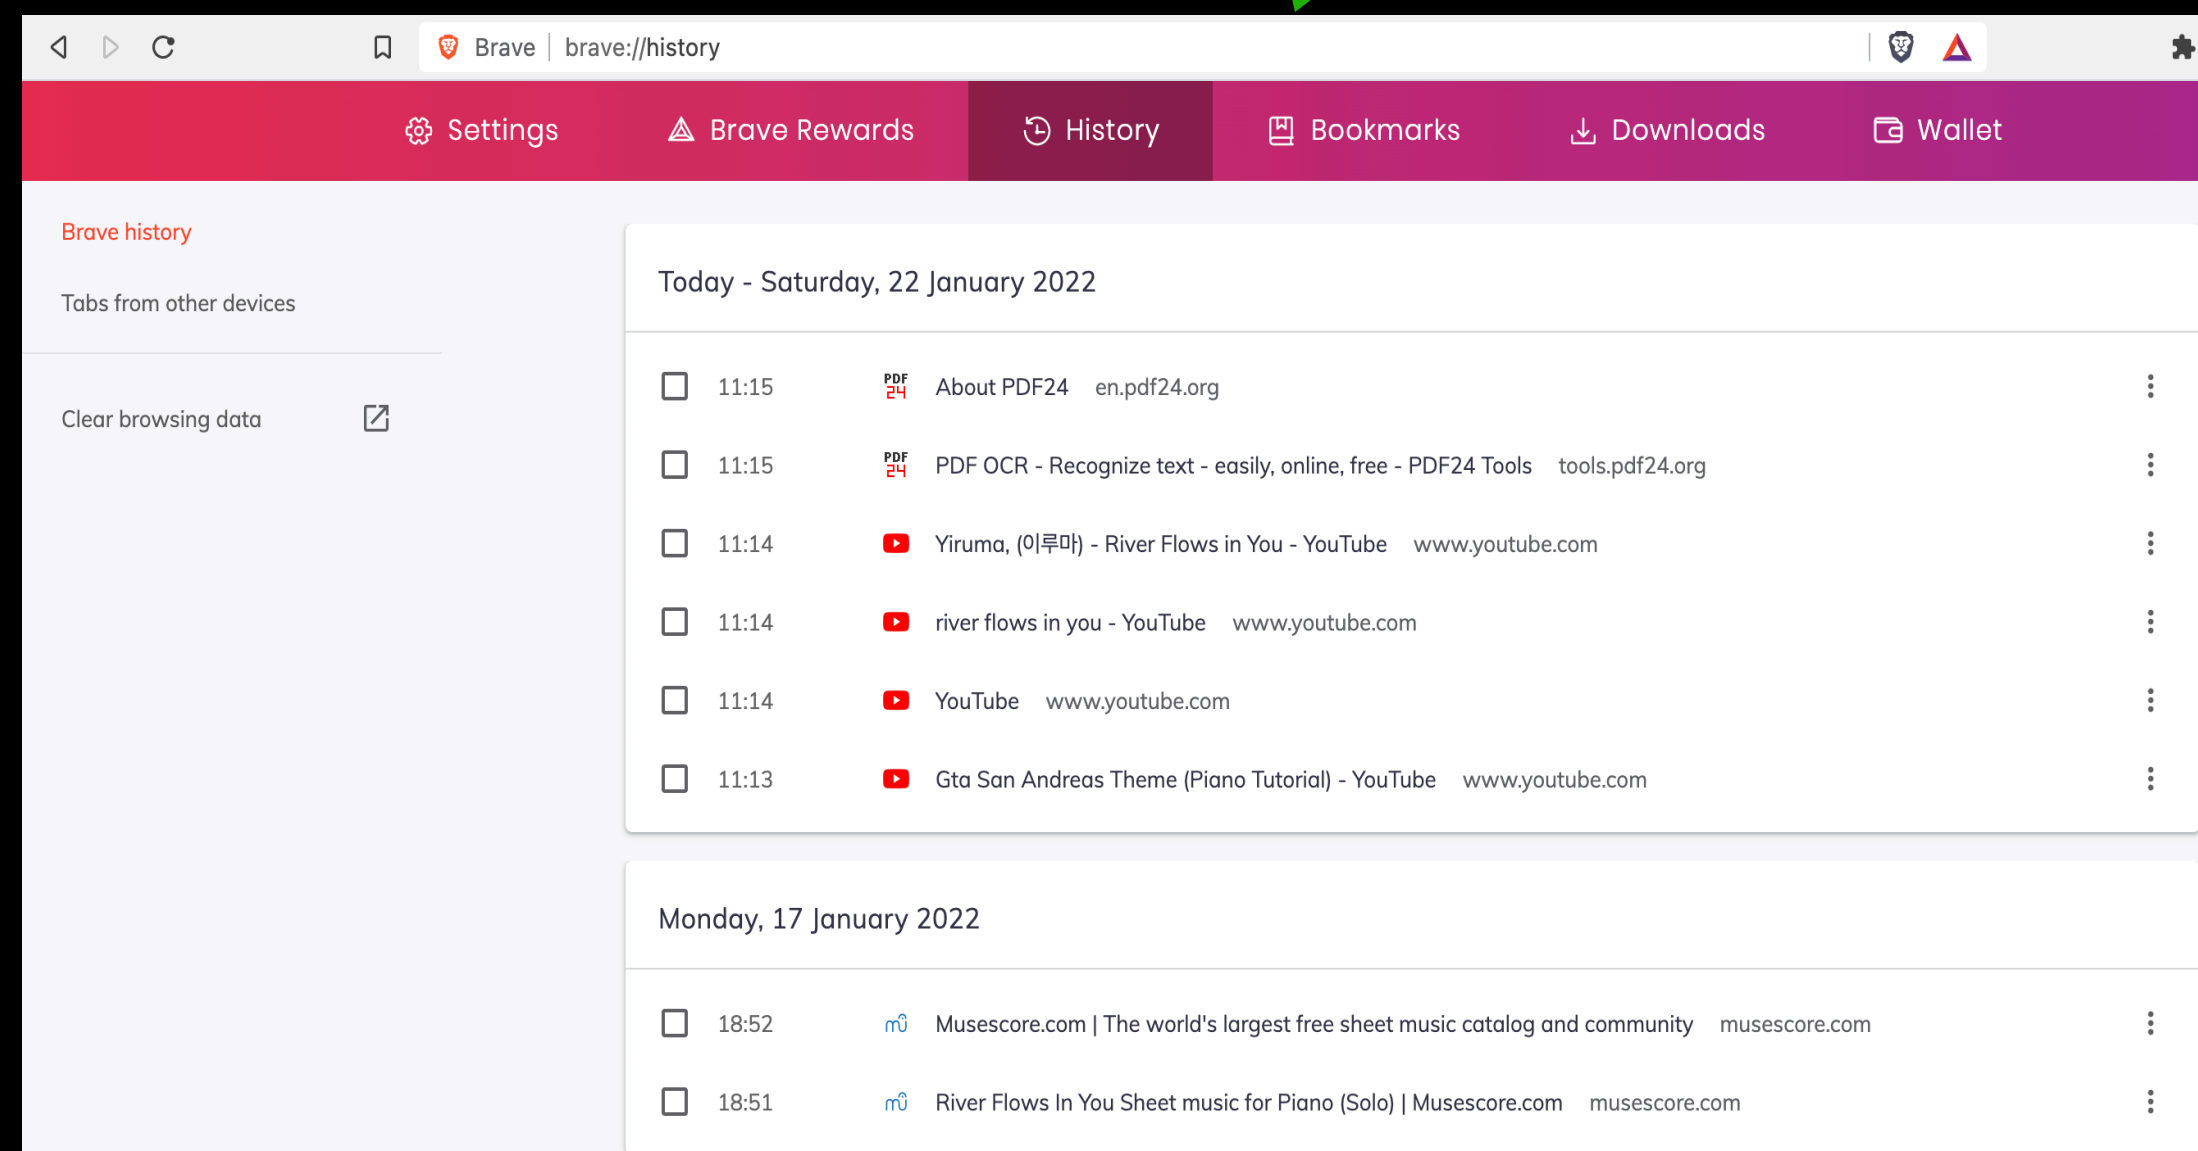 Brave | brave://history
Settings Brave Rewards History Bookmarks Downloads Wallet
Brave history
Tabs from other devices
Clear browsing data
Today - Saturday, 22 January 2022
11:15 PDF 24 About PDF24 en.pdf24.org
11:15 PDF 24 PDF OCR - Recognize text - easily, online, free - PDF24 Tools tools.pdf24.org
11:14 Yiruma, (이루마) - River Flows in You - YouTube www.youtube.com
11:14 river flows in you - YouTube www.youtube.com
11:14 YouTube www.youtube.com
11:13 Gta San Andreas Theme (Piano Tutorial) - YouTube www.youtube.com
Monday, 17 January 2022
18:52 Musescore.com | The world's largest free sheet music catalog and community musescore.com
18:51 River Flows In You Sheet music for Piano (Solo) | Musescore.com musescore.com